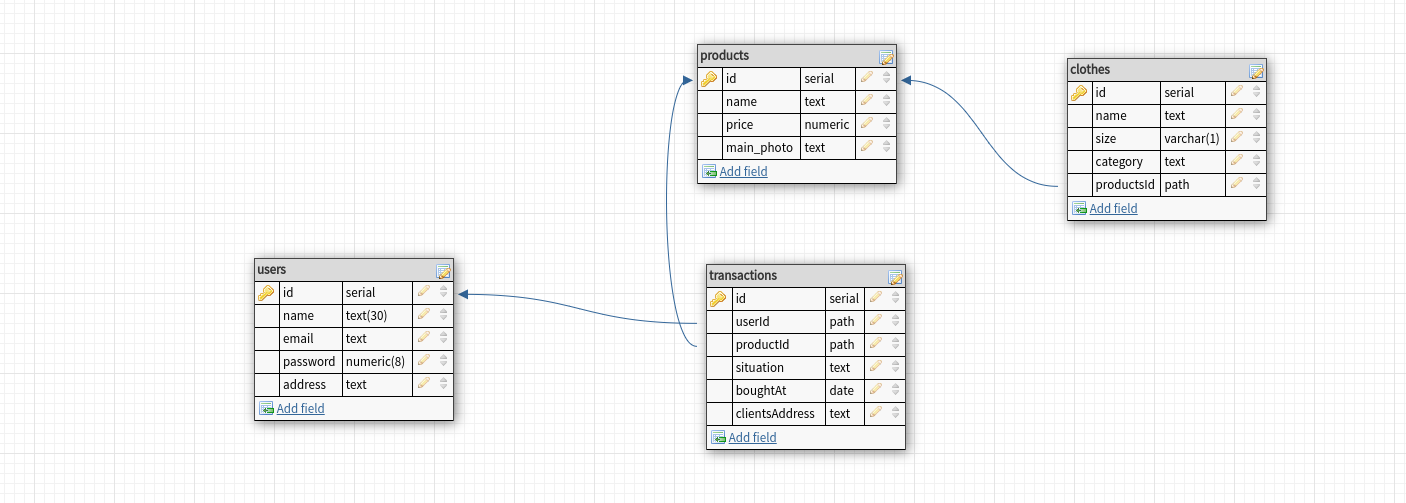 products
id serial
name text
price numeric
main_photo text
Add field
clothes
id serial
name text
size varchar(1)
category text
productsId path
Add field
users
id serial
name text(30)
email text
password numeric(8)
address text
Add field
transactions
id serial
userId path
productId path
situation text
boughtAt date
clientsAddress text
Add field